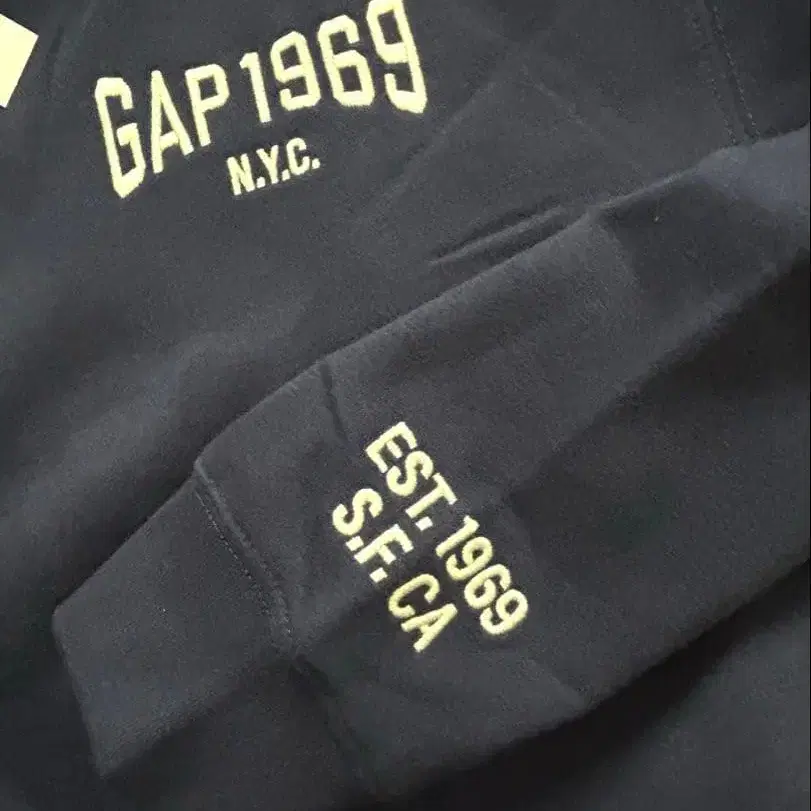 GAP 1969
N.Y.C.
EST. 1969
S.F. CA